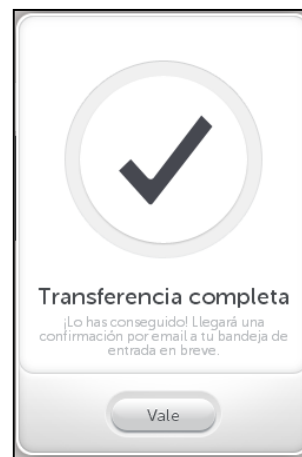 Transferencia completa
¡Lo has conseguido! Llegará una
confirmación por email a tu bandeja de
entrada en breve.
Vale